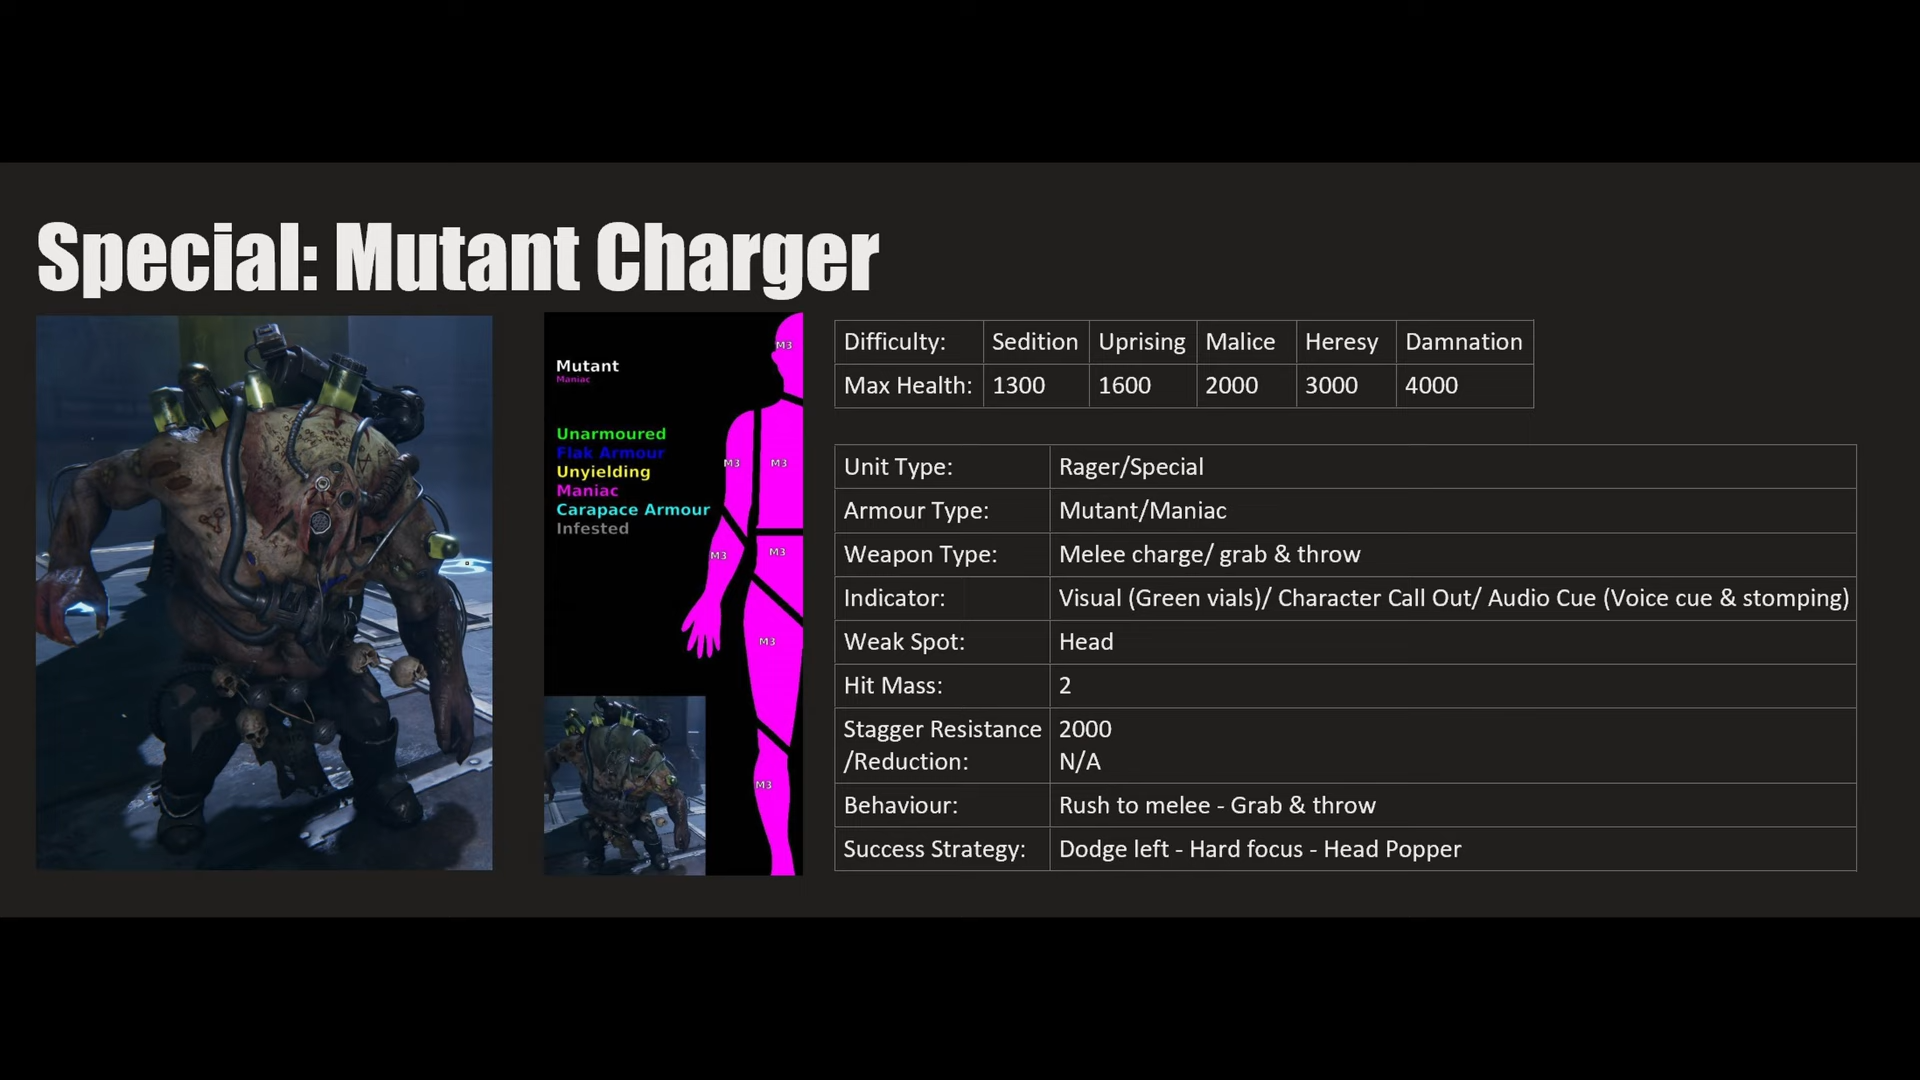 Special: Mutant Charger
Mutant
Maniac
Unarmoured
Flak Armour
Unyielding
Maniac
Carapace Armour
Infested
M3
M3 M3
M3 M3
M3
M3
Difficulty: Sedition Uprising Malice Heresy Damnation
Max Health: 1300 1600 2000 3000 4000
Unit Type: Rager/Special
Armour Type: Mutant/Maniac
Weapon Type: Melee charge/ grab & throw
Indicator: Visual (Green vials)/ Character Call Out/ Audio Cue (Voice cue & stomping)
Weak Spot: Head
Hit Mass: 2
Stagger Resistance 2000
/Reduction: N/A
Behaviour: Rush to melee - Grab & throw
Success Strategy: Dodge left - Hard focus - Head Popper